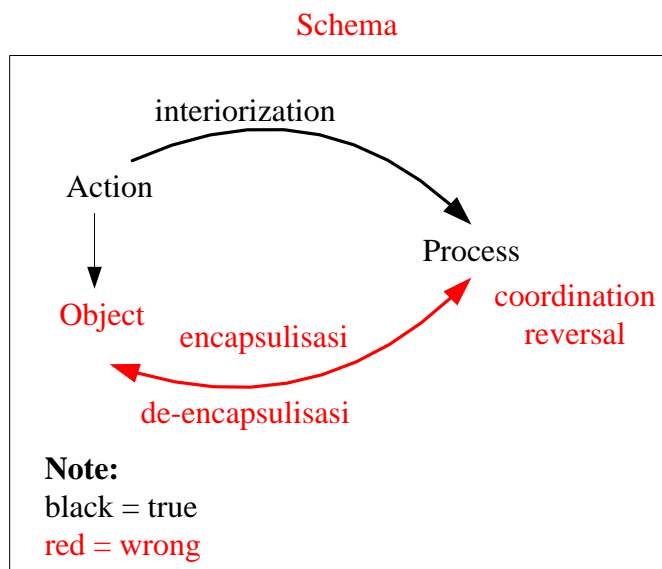 Schema
interiorization
Action
Process
Object
coordination
reversal
encapsulisasi
de-encapsulisasi
Note:
black = true
red = wrong